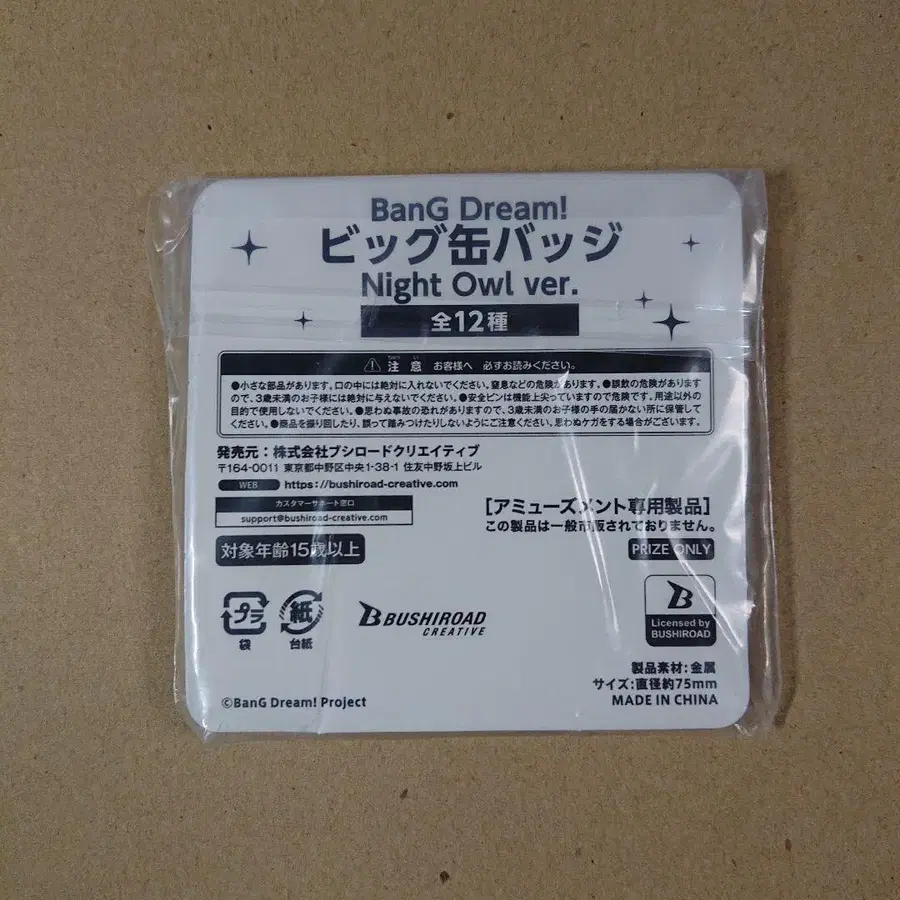 BanG Dream!
ビッグ缶バッジ
Night Owl ver.
全12種
注意 お客様へ 必ずお読みください。
●小さな部品があります。口の中には絶対に入れないでください。窒息などの危険があります。●誤飲の危険があります
ので、3歳未満のお子様には絶対に与えないでください。●安全ピンは機能上尖っていますので危険です。用途以外の
目的で使用しないでください。●思わぬ事故の恐れがありますので、3歳未満のお子様の手の届かない所に保管して
ください。●商品を振り回したり、誤って踏みつけたりしないようにご注意ください。思わぬケガをする場合がございます。
発売元:株式会社ブシロードクリエイティブ
〒164-0011 東京都中野区中央1-38-1 住友中野坂上ビル
WEB https://bushiroad-creative.com
カスタマーサポート窓口
support@bushiroad-creative.com
[アミューズメント専用製品]
この製品は一般市販されておりません。
対象年齢15歳以上
PRIZE ONLY
プラ
袋
紙
台紙
BUSHIROAD
CREATIVE
B
Licensed by
BUSHIROAD
製品素材:金属
サイズ:直径約75mm
©BanG Dream! Project
MADE IN CHINA